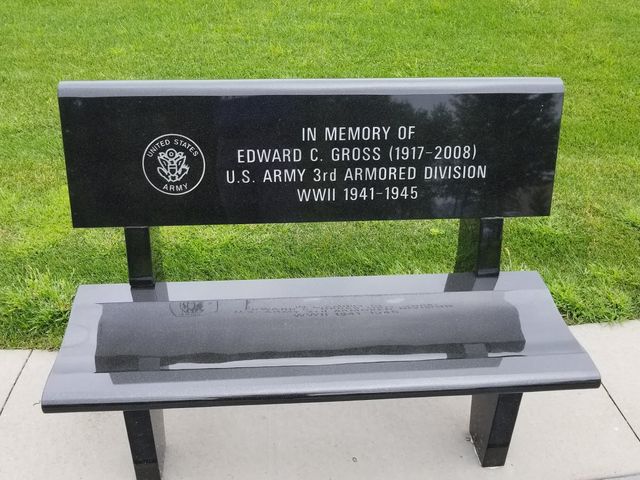 UNITED STATES
ARMY
IN MEMORY OF
EDWARD C. GROSS (1917-2008)
U.S. ARMY 3rd ARMORED DIVISION
WWII 1941-1945